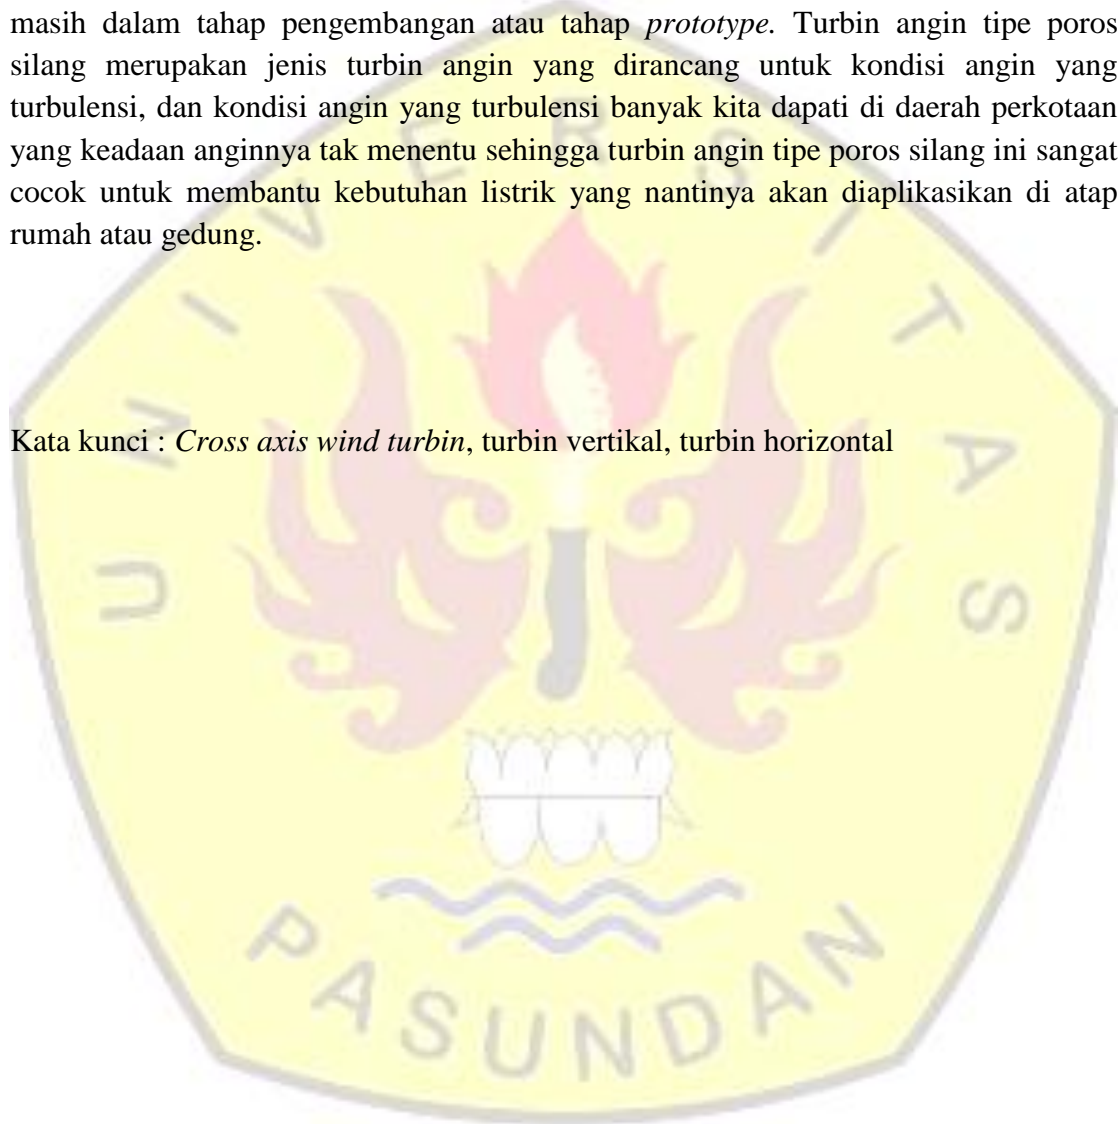 masih dalam tahap pengembangan atau tahap prototype. Turbin angin tipe poros
silang merupakan jenis turbin angin yang dirancang untuk kondisi angin yang
turbulensi, dan kondisi angin yang turbulensi banyak kita dapati di daerah perkotaan
yang keadaan anginnya tak menentu sehingga turbin angin tipe poros silang ini sangat
cocok untuk membantu kebutuhan listrik yang nantinya akan diaplikasikan di atap
rumah atau gedung.
Kata kunci : Cross axis wind turbin, turbin vertikal, turbin horizontal
UNIVERSITAS
PASUNDAN